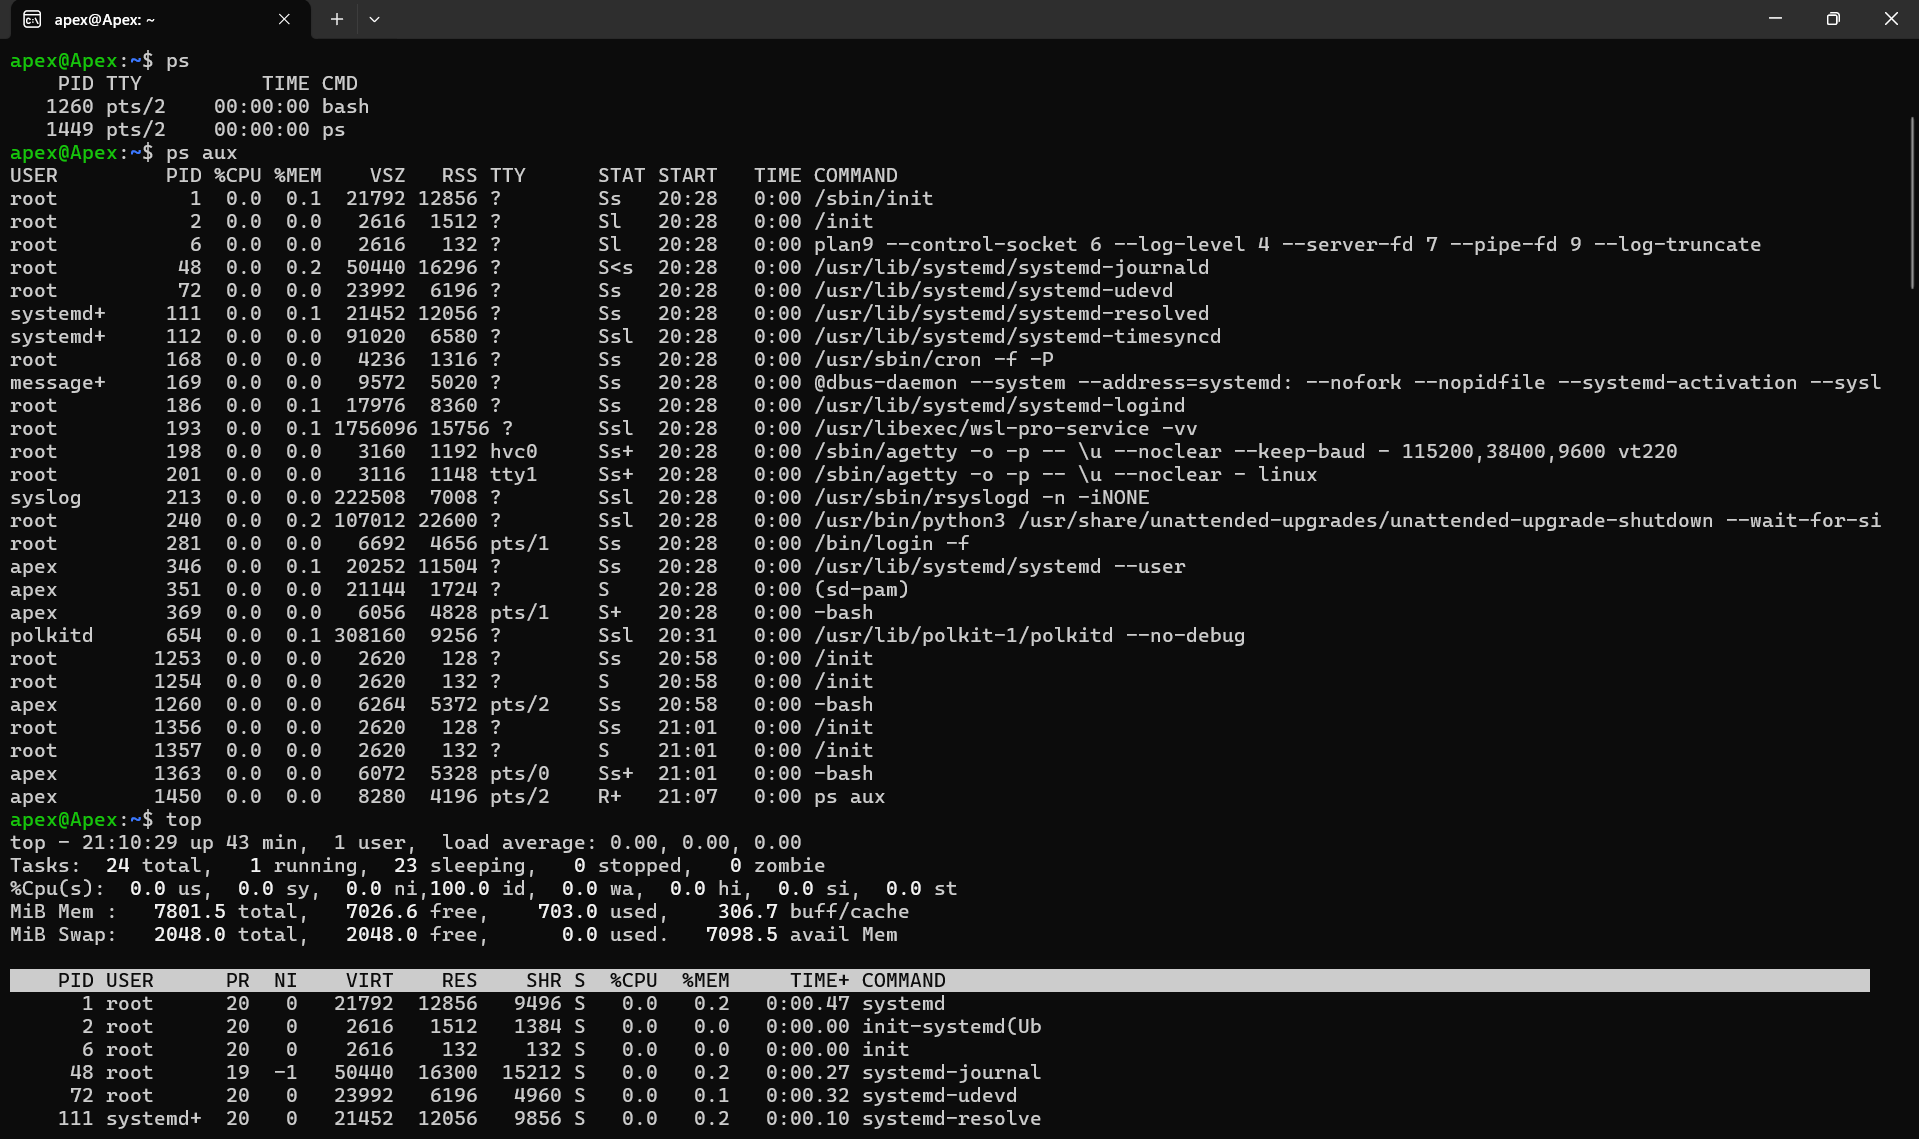 apex@Apex: ~
apex@Apex:~$ ps
    PID TTY          TIME CMD
   1260 pts/2    00:00:00 bash
   1449 pts/2    00:00:00 ps
apex@Apex:~$ ps aux
USER         PID %CPU %MEM    VSZ   RSS TTY      STAT START   TIME COMMAND
root           1  0.0  0.1  21792 12856 ?        Ss   20:28   0:00 /sbin/init
root           2  0.0  0.0   2616  1512 ?        Sl   20:28   0:00 /init
root           6  0.0  0.0   2616   132 ?        Sl   20:28   0:00 plan9 --control-socket 6 --log-level 4 --server-fd 7 --pipe-fd 9 --log-truncate
root          48  0.0  0.2  50440 16296 ?        S<s  20:28   0:00 /usr/lib/systemd/systemd-journald
root          72  0.0  0.0  23992  6196 ?        Ss   20:28   0:00 /usr/lib/systemd/systemd-udevd
systemd+     111  0.0  0.1  21452 12056 ?        Ss   20:28   0:00 /usr/lib/systemd/systemd-resolved
systemd+     112  0.0  0.0  91020  6580 ?        Ssl  20:28   0:00 /usr/lib/systemd/systemd-timesyncd
root         168  0.0  0.0   4236  1316 ?        Ss   20:28   0:00 /usr/sbin/cron -f -P
message+     169  0.0  0.0   9572  5020 ?        Ss   20:28   0:00 @dbus-daemon --system --address=systemd: --nofork --nopidfile --systemd-activation --sysl
root         186  0.0  0.1  17976  8360 ?        Ss   20:28   0:00 /usr/lib/systemd/systemd-logind
root         193  0.0  0.1 1756096 15756 ?       Ssl  20:28   0:00 /usr/libexec/wsl-pro-service -vv
root         198  0.0  0.0   3160  1192 hvc0     Ss+  20:28   0:00 /sbin/agetty -o -p -- \u --noclear --keep-baud - 115200,38400,9600 vt220
root         201  0.0  0.0   3116  1148 tty1     Ss+  20:28   0:00 /sbin/agetty -o -p -- \u --noclear - linux
syslog       213  0.0  0.0 222508  7008 ?        Ssl  20:28   0:00 /usr/sbin/rsyslogd -n -iNONE
root         240  0.0  0.2 107012 22600 ?        Ssl  20:28   0:00 /usr/bin/python3 /usr/share/unattended-upgrades/unattended-upgrade-shutdown --wait-for-si
root         281  0.0  0.0   6692  4656 pts/1    Ss   20:28   0:00 /bin/login -f
apex         346  0.0  0.1  20252 11504 ?        Ss   20:28   0:00 /usr/lib/systemd/systemd --user
apex         351  0.0  0.0  21144  1724 ?        S    20:28   0:00 (sd-pam)
apex         369  0.0  0.0   6056  4828 pts/1    S+   20:28   0:00 -bash
polkitd      654  0.0  0.1 308160  9256 ?        Ssl  20:31   0:00 /usr/lib/polkit-1/polkitd --no-debug
root        1253  0.0  0.0   2620   128 ?        Ss   20:58   0:00 /init
root        1254  0.0  0.0   2620   132 ?        S    20:58   0:00 /init
apex        1260  0.0  0.0   6264  5372 pts/2    Ss   20:58   0:00 -bash
root        1356  0.0  0.0   2620   128 ?        Ss   21:01   0:00 /init
root        1357  0.0  0.0   2620   132 ?        S    21:01   0:00 /init
apex        1363  0.0  0.0   6072  5328 pts/0    Ss+  21:01   0:00 -bash
apex        1450  0.0  0.0   8280  4196 pts/2    R+   21:07   0:00 ps aux
apex@Apex:~$ top
top - 21:10:29 up 43 min,  1 user,  load average: 0.00, 0.00, 0.00
Tasks:  24 total,   1 running,  23 sleeping,   0 stopped,   0 zombie
%Cpu(s):  0.0 us,  0.0 sy,  0.0 ni,100.0 id,  0.0 wa,  0.0 hi,  0.0 si,  0.0 st
MiB Mem :   7801.5 total,   7026.6 free,    703.0 used,    306.7 buff/cache
MiB Swap:   2048.0 total,   2048.0 free,      0.0 used.   7098.5 avail Mem
    PID USER      PR  NI    VIRT    RES    SHR S  %CPU  %MEM     TIME+ COMMAND
      1 root      20   0   21792  12856   9496 S   0.0   0.2   0:00.47 systemd
      2 root      20   0    2616   1512   1384 S   0.0   0.0   0:00.00 init-systemd(Ub
      6 root      20   0    2616    132    132 S   0.0   0.0   0:00.00 init
     48 root      19  -1   50440  16300  15212 S   0.0   0.2   0:00.27 systemd-journal
     72 root      20   0   23992   6196   4960 S   0.0   0.1   0:00.32 systemd-udevd
    111 systemd+  20   0   21452  12056   9856 S   0.0   0.2   0:00.10 systemd-resolve